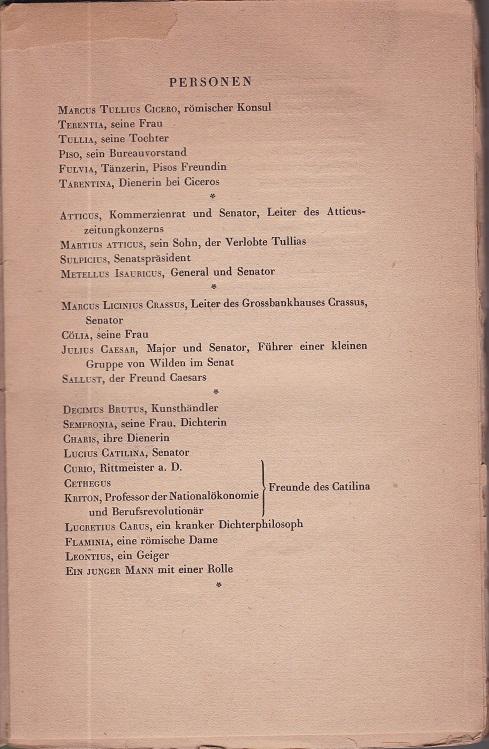 PERSONEN
MARCUS TULLIUS CICERO, römischer Konsul
TERENTIA, seine Frau
TULLIA, seine Tochter
PISO, sein Bureauvorstand
FULVIA, Tänzerin, Pisos Freundin
TARENTINA, Dienerin bei Ciceros
*
ATTICUS, Kommerzienrat und Senator, Leiter des Atticus-
zeitungkonzerns
MARTIUS ATTICUS, sein Sohn, der Verlobte Tullias
SULPICIUS, Senatspräsident
METELLUS ISAURICUS, General und Senator
*
MARCUS LICINIUS CRASSUS, Leiter des Grossbankhauses Crassus,
Senator
CÖLIA, seine Frau
JULIUS CAESAR, Major und Senator, Führer einer kleinen
Gruppe von Wilden im Senat
SALLUST, der Freund Caesars
*
DECIMUS BRUTUS, Kunsthändler
SEMPRONIA, seine Frau, Dichterin
CHARIS, ihre Dienerin
LUCIUS CATILINA, Senator
CURIO, Rittmeister a. D.
CETHEGUS
KRITON, Professor der Nationalökonomie
und Berufsrevolutionär
Freunde des Catilina
LUCRETIUS CARUS, ein kranker Dichterphilosoph
FLAMINIA, eine römische Dame
LEONTIUS, ein Geiger
EIN JUNGER MANN mit einer Rolle
*